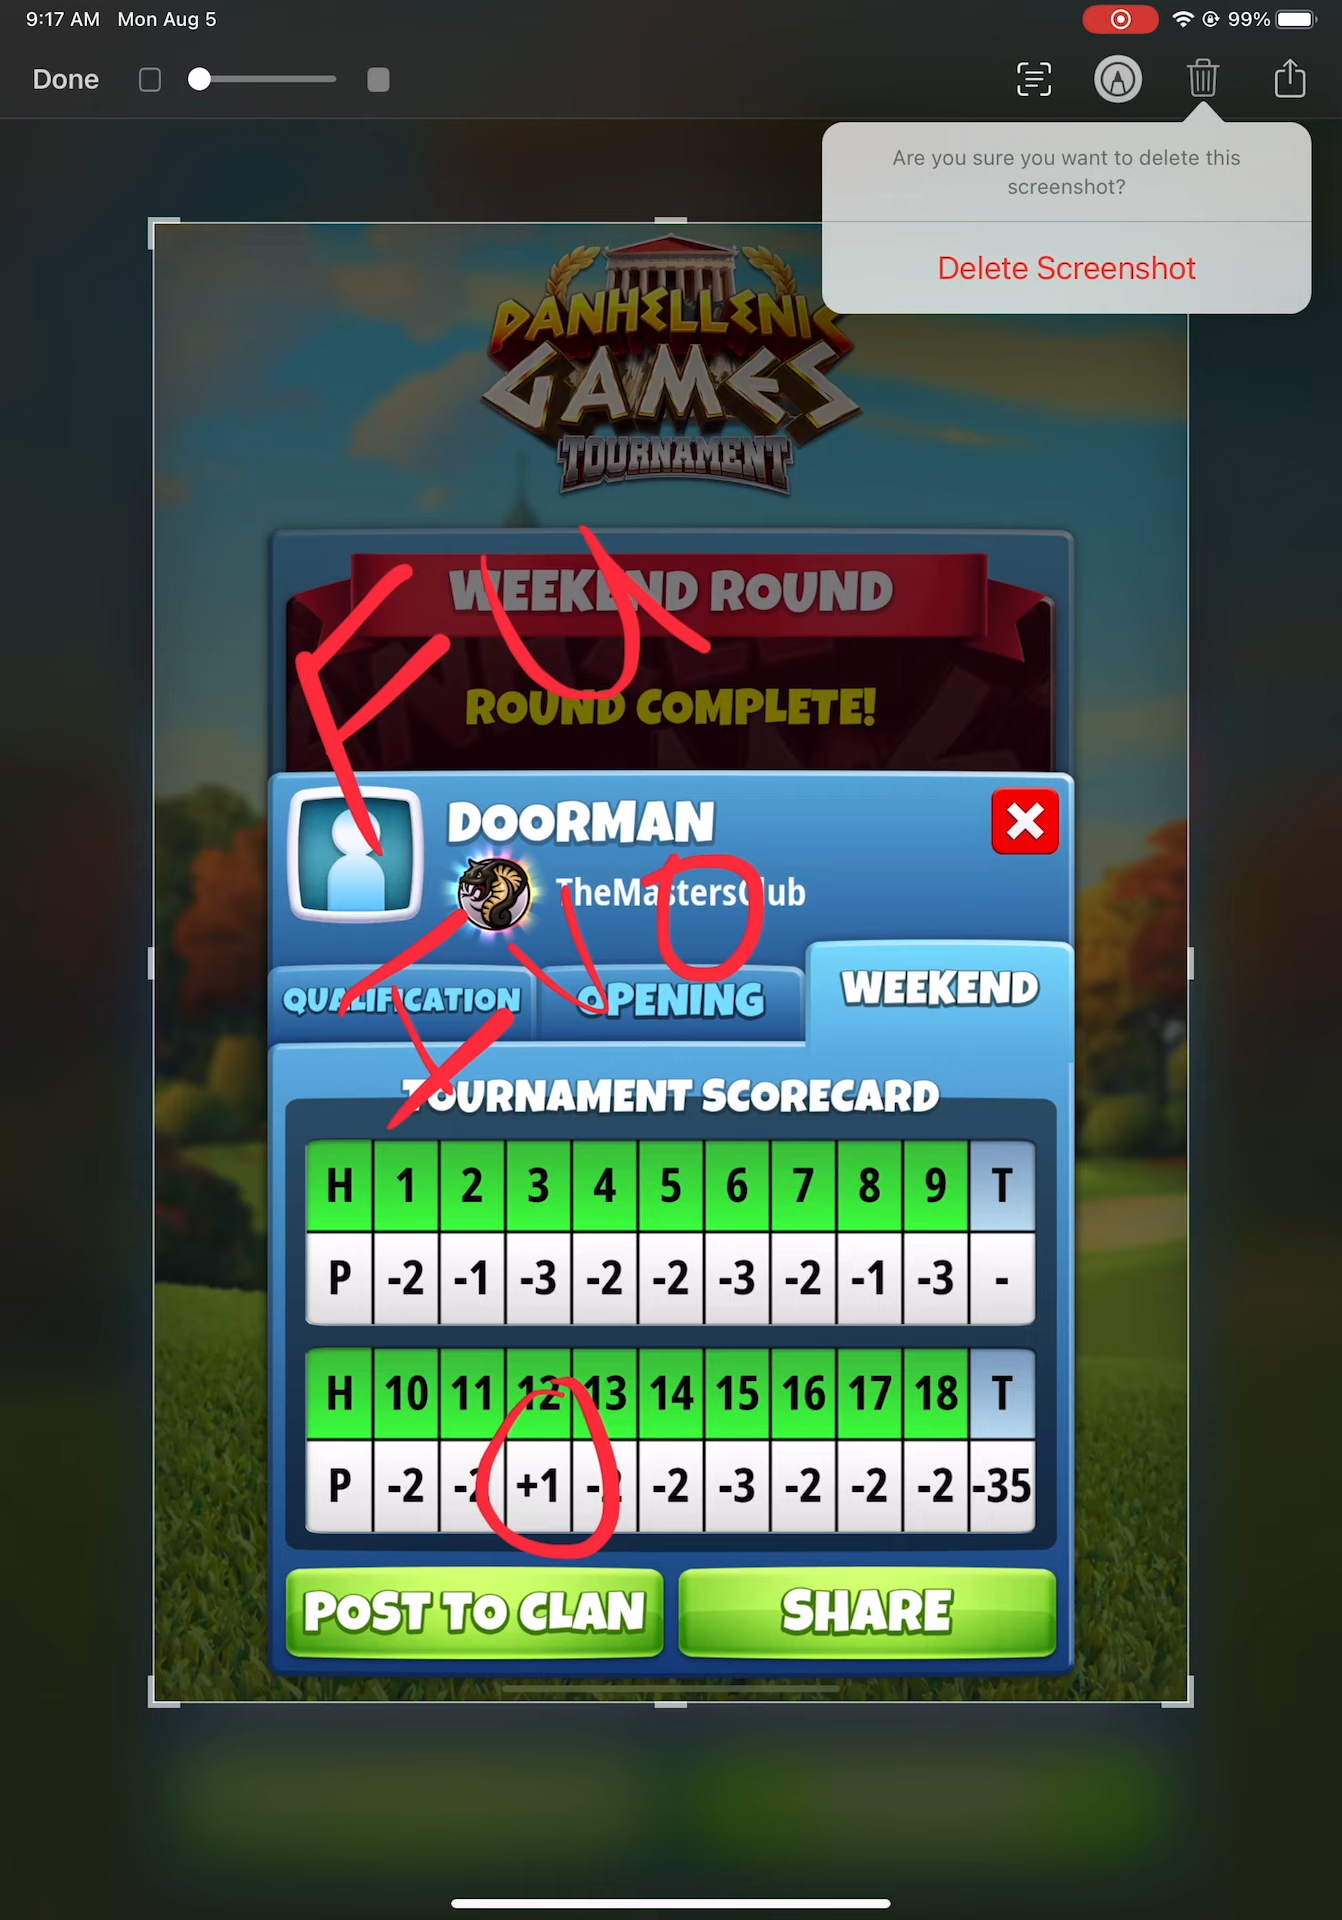 9:17 AM Mon Aug 5 99%
Done
Are you sure you want to delete this
screenshot?
Delete Screenshot
PANHELLENIC
GAMES
TOURNAMENT
WEEKEND ROUND
FU
ROUND COMPLETE!
DOORMAN
TheMastersClub
QUALIFICATION OPENING WEEKEND
TOURNAMENT SCORECARD
H 1 2 3 4 5 6 7 8 9 T
P -2 -1 -3 -2 -2 -3 -2 -1 -3 -
H 10 11 12 13 14 15 16 17 18 T
P -2 -2 +1 -2 -2 -3 -2 -2 -2 -35
POST TO CLAN SHARE